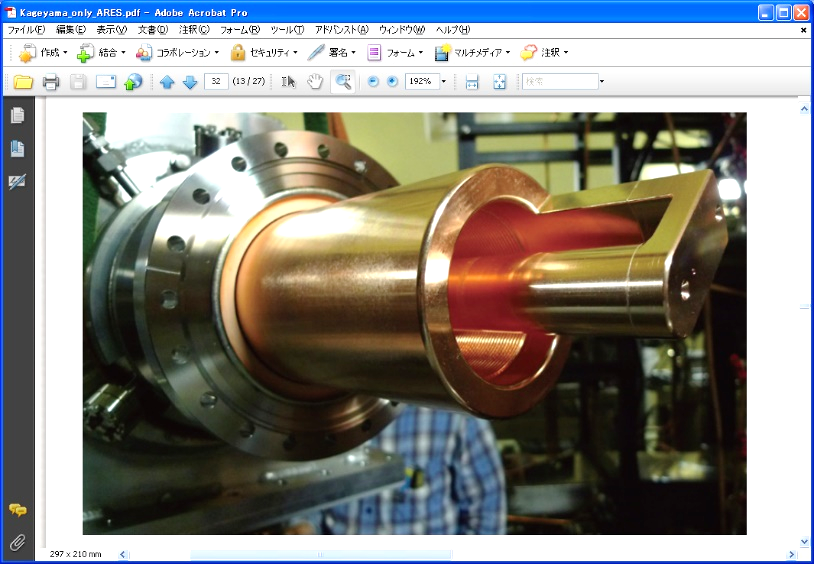 Kageyama_only_ARES.pdf - Adobe Acrobat Pro
ファイル(F) 編集(E) 表示(V) 文書(D) 注釈(C) フォーム(R) ツール(T) アドバンスト(A) ウィンドウ(W) ヘルプ(H)
作成 結合 コラボレーション セキュリティ 署名 フォーム マルチメディア 注釈
32 (13 / 27) 192% 検索
297 x 210 mm